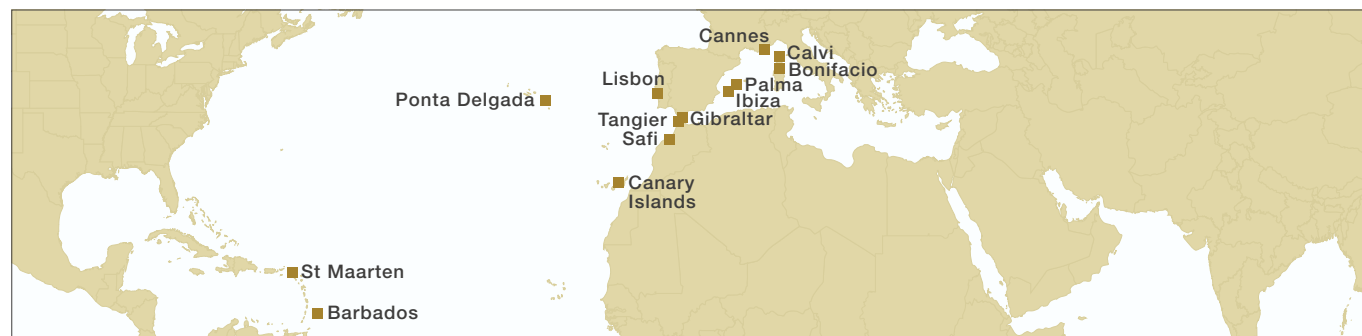 Cannes
Calvi
Bonifacio
Lisbon
Palma
Ibiza
Ponta Delgada
Tangier
Gibraltar
Safi
Canary
Islands
St Maarten
Barbados